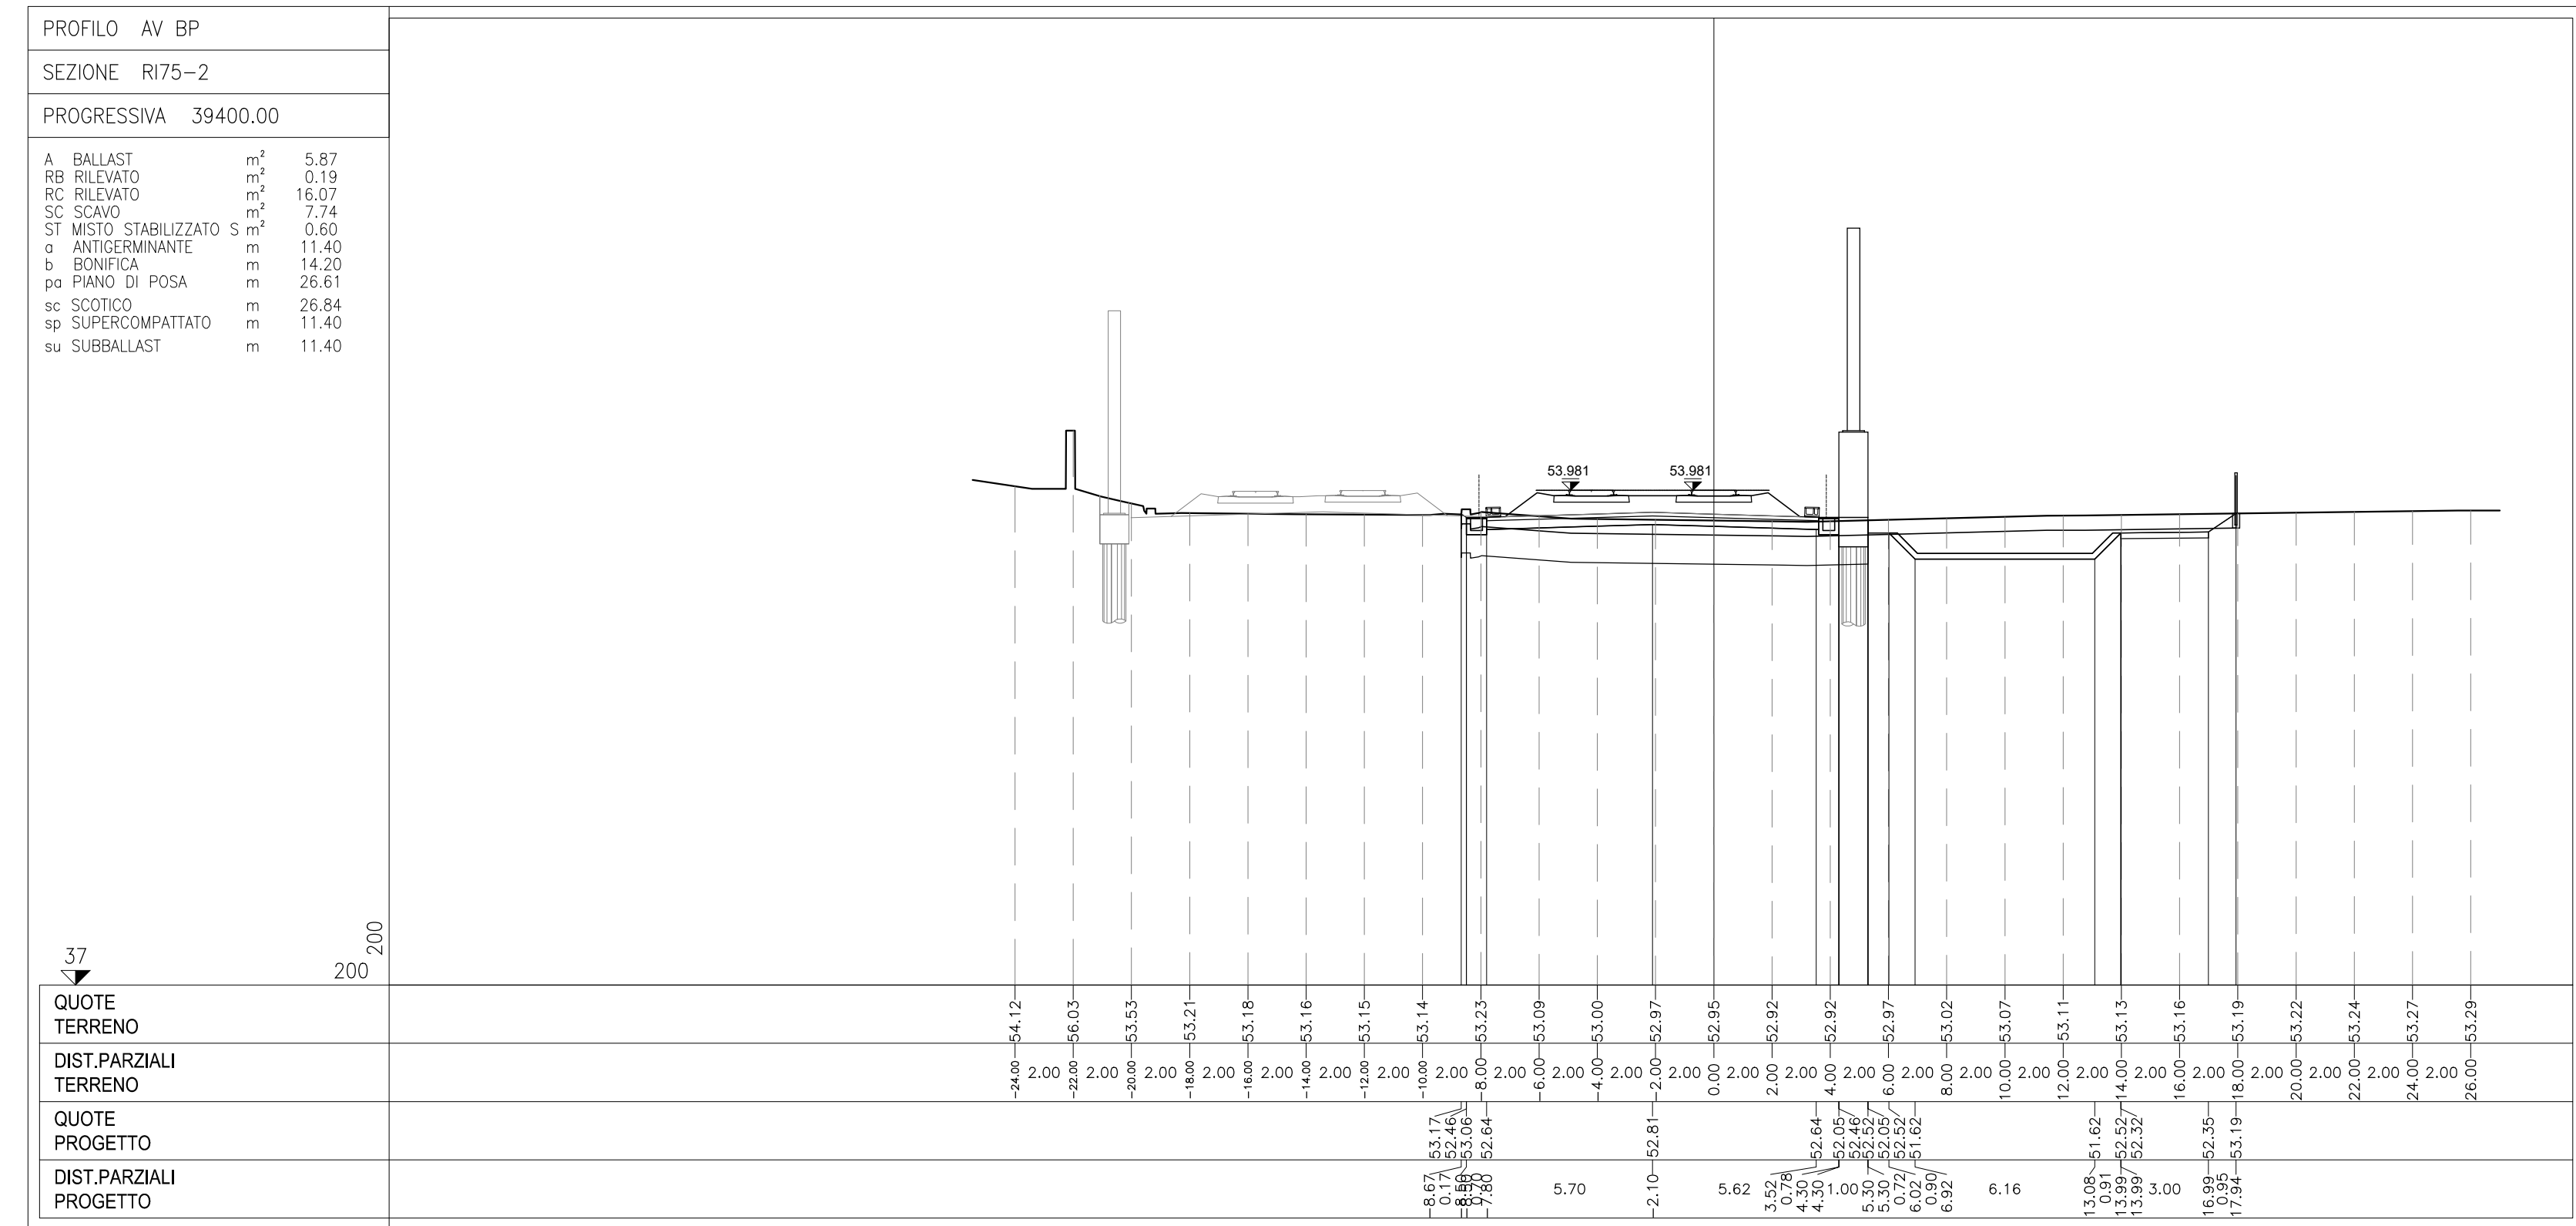 PROFILO AV BP
SEZIONE RI75-2
PROGRESSIVA 39400.00
A BALLAST m² 5.87
RB RILEVATO m² 0.19
RC RILEVATO m² 16.07
SC SCAVO m² 7.74
ST MISTO STABILIZZATO S m² 0.60
a ANTIGERMINANTE m 11.40
b BONIFICA m 14.20
pa PIANO DI POSA m 26.61
sc SCOTICO m 26.84
sp SUPERCOMPATTATO m 11.40
su SUBBALLAST m 11.40
53.981 53.981
200
37 200
QUOTE
TERRENO
54.12 56.03 53.53 53.21 53.18 53.16 53.15 53.14 53.23 53.09 53.00 52.97 52.95 52.92 52.92 52.97 53.02 53.07 53.11 53.13 53.16 53.19 53.22 53.24 53.27 53.29
DIST.PARZIALI
TERRENO
-24.00 2.00 -22.00 2.00 -20.00 2.00 -18.00 2.00 -16.00 2.00 -14.00 2.00 -12.00 2.00 -10.00 2.00 -8.00 2.00 -6.00 2.00 -4.00 2.00 -2.00 2.00 0.00 2.00 2.00 2.00 4.00 2.00 6.00 2.00 8.00 2.00 10.00 2.00 12.00 2.00 14.00 2.00 16.00 2.00 18.00 2.00 20.00 2.00 22.00 2.00 24.00 2.00 26.00
QUOTE
PROGETTO
53.17 52.46 53.06 52.64 52.81 52.64 52.05 52.46 52.52 52.05 52.52 51.62 51.62 52.52 52.32 52.35 53.19
DIST.PARZIALI
PROGETTO
-8.67 0.17 -8.50 -8.50 0.70 -7.80 5.70 -2.10 5.62 3.52 0.78 4.30 4.30 1.00 5.30 5.30 0.72 6.02 0.90 6.92 6.16 13.08 0.91 13.99 13.99 3.00 16.99 0.95 17.94